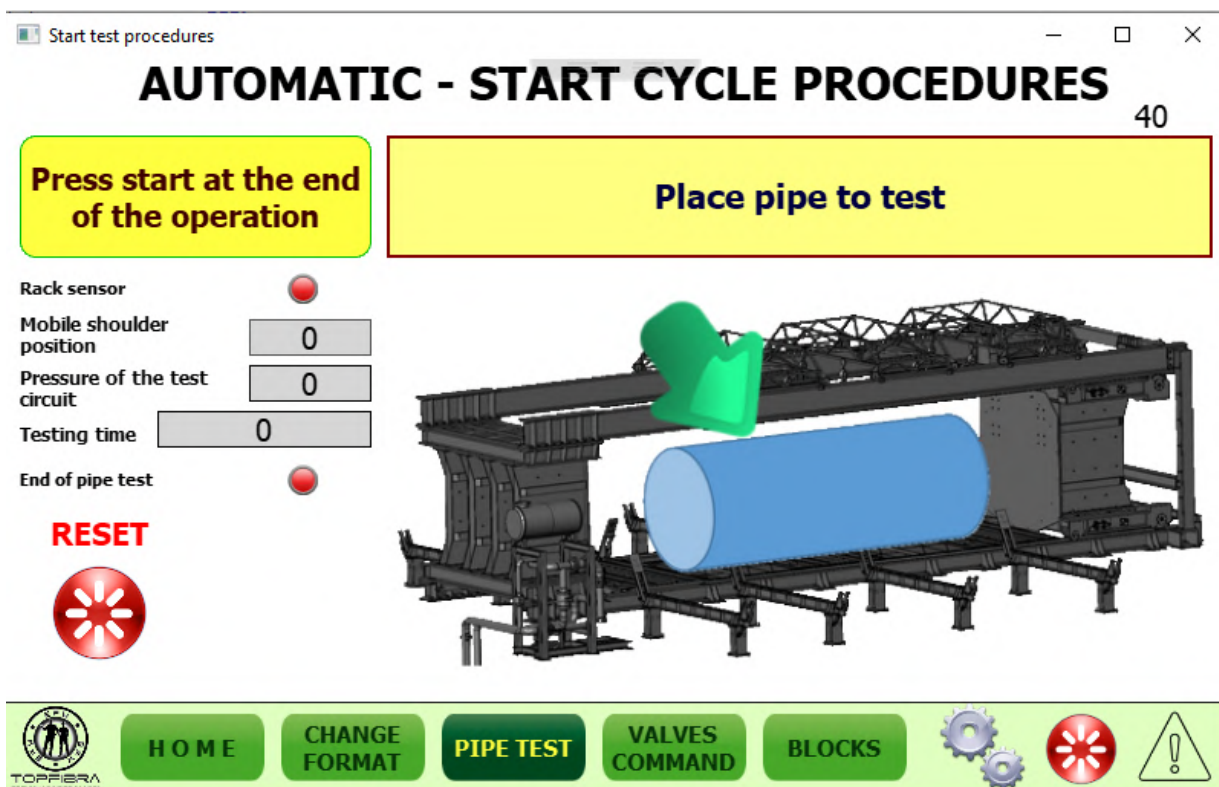 Start test procedures
AUTOMATIC - START CYCLE PROCEDURES
40
Press start at the end
of the operation
Place pipe to test
Rack sensor
Mobile shoulder
position
0
Pressure of the test
circuit
0
Testing time
0
End of pipe test
RESET
TOPFIBRA
HOME
CHANGE
FORMAT
PIPE TEST
VALVES
COMMAND
BLOCKS